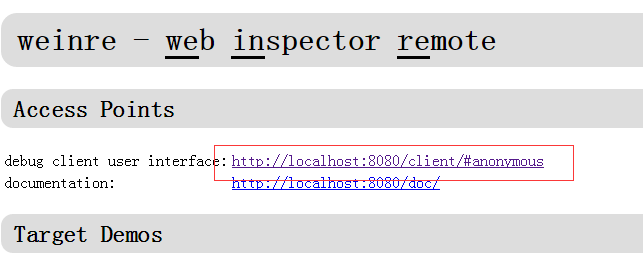 weinre - web inspector remote
Access Points
debug client user interface: http://localhost:8080/client/#anonymous
documentation: http://localhost:8080/doc/
Target Demos